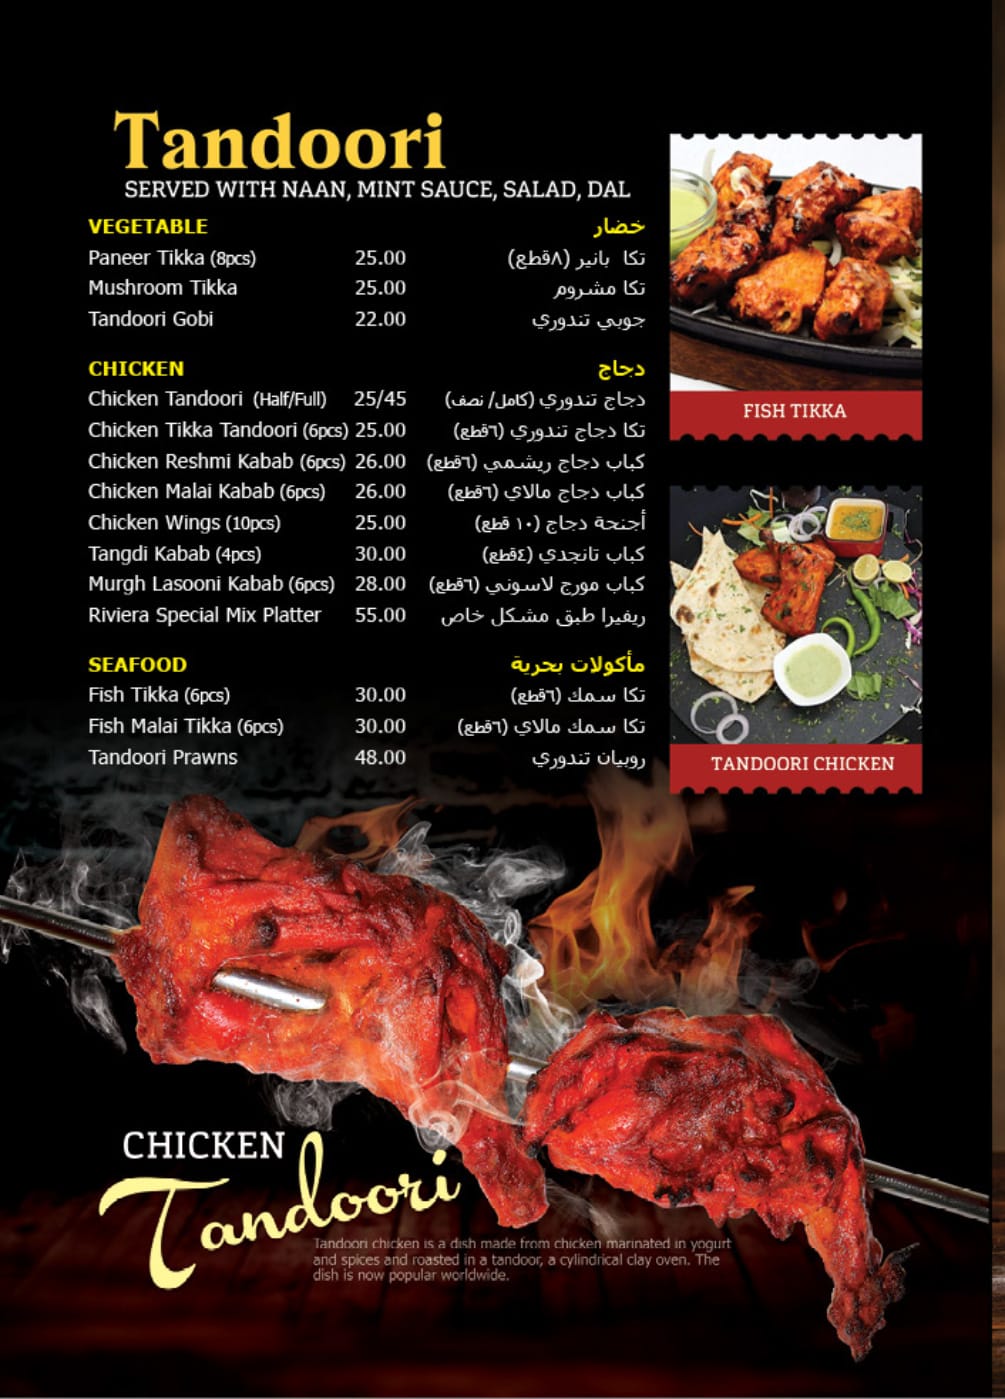 Tandoori
SERVED WITH NAAN, MINT SAUCE, SALAD, DAL
VEGETABLE خضار
Paneer Tikka (8pcs) 25.00 تكا بانير (٨قطع)
Mushroom Tikka 25.00 تكا مشروم
Tandoori Gobi 22.00 جوبي تندوري
CHICKEN دجاج
Chicken Tandoori (Half/Full) 25/45 دجاج تندوري (كامل/ نصف)
Chicken Tikka Tandoori (6pcs) 25.00 تكا دجاج تندوري (٦قطع)
Chicken Reshmi Kabab (6pcs) 26.00 كباب دجاج ريشمي (٦قطع)
Chicken Malai Kabab (6pcs) 26.00 كباب دجاج مالاي (٦قطع)
Chicken Wings (10pcs) 25.00 أجنحة دجاج (١٠ قطع)
Tangdi Kabab (4pcs) 30.00 كباب تانجدي (٤قطع)
Murgh Lasooni Kabab (6pcs) 28.00 كباب مورج لاسوني (٦قطع)
Riviera Special Mix Platter 55.00 ريفيرا طبق مشكل خاص
SEAFOOD مأكولات بحرية
Fish Tikka (6pcs) 30.00 تكا سمك (٦قطع)
Fish Malai Tikka (6pcs) 30.00 تكا سمك مالاي (٦قطع)
Tandoori Prawns 48.00 روبيان تندوري
FISH TIKKA
TANDOORI CHICKEN
CHICKEN
Tandoori
Tandoori chicken is a dish made from chicken marinated in yogurt
and spices and roasted in a tandoor, a cylindrical clay oven. The
dish is now popular worldwide.